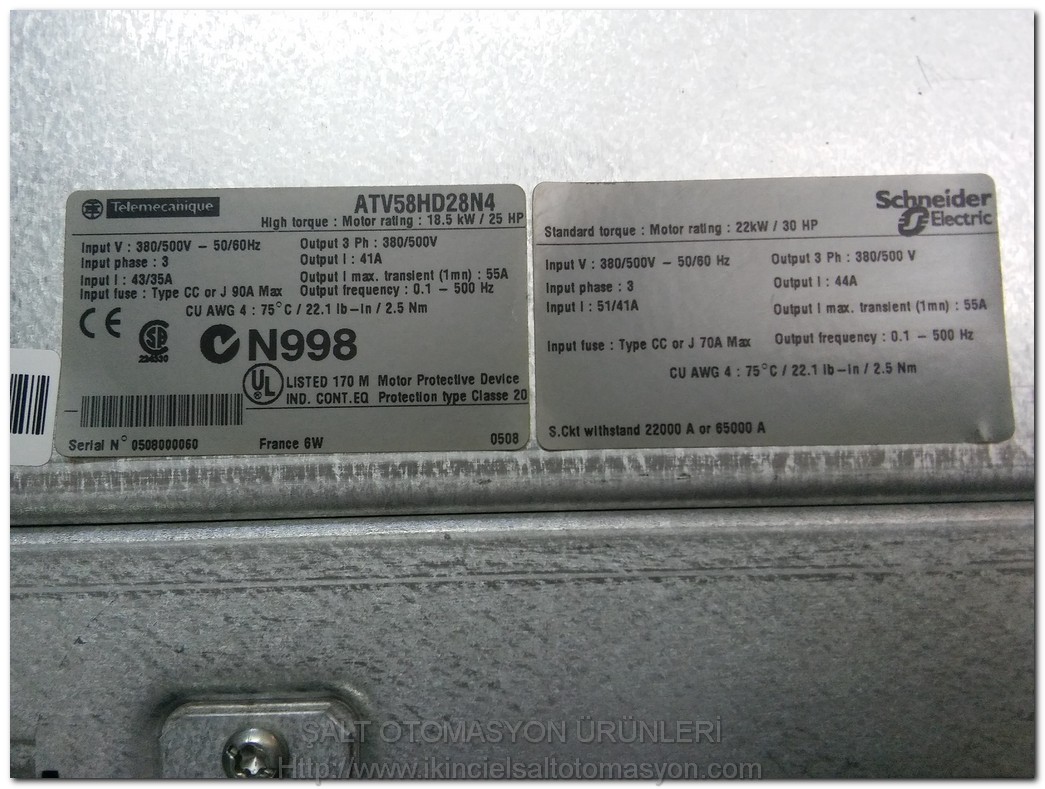 Telemecanique
ATV58HD28N4
High torque : Motor rating : 18.5 kW / 25 HP
Input V : 380/500V – 50/60Hz
Output 3 Ph : 380/500V
Input phase : 3
Output I : 41A
Input I : 43/35A
Output I max. transient (1mn) : 55A
Input fuse : Type CC or J 90A Max
Output frequency : 0.1 – 500 Hz
CU AWG 4 : 75°C / 22.1 lb-in / 2.5 Nm
CE
SA
224530
N998
UL
LISTED 170 M Motor Protective Device
IND. CONT.EQ Protection type Classe 20
Serial N° 0508000060
France 6W
0508
Schneider
Electric
Standard torque : Motor rating : 22kW / 30 HP
Input V : 380/500V – 50/60 Hz
Output 3 Ph : 380/500 V
Input phase : 3
Output I : 44A
Input I : 51/41A
Output I max. transient (1mn) : 55A
Input fuse : Type CC or J 70A Max
Output frequency : 0.1 – 500 Hz
CU AWG 4 : 75°C / 22.1 lb-in / 2.5 Nm
S.Ckt withstand 22000 A or 65000 A
ŞALT OTOMASYON ÜRÜNLERİ
Http://www.ikincielsaltotomasyon.com